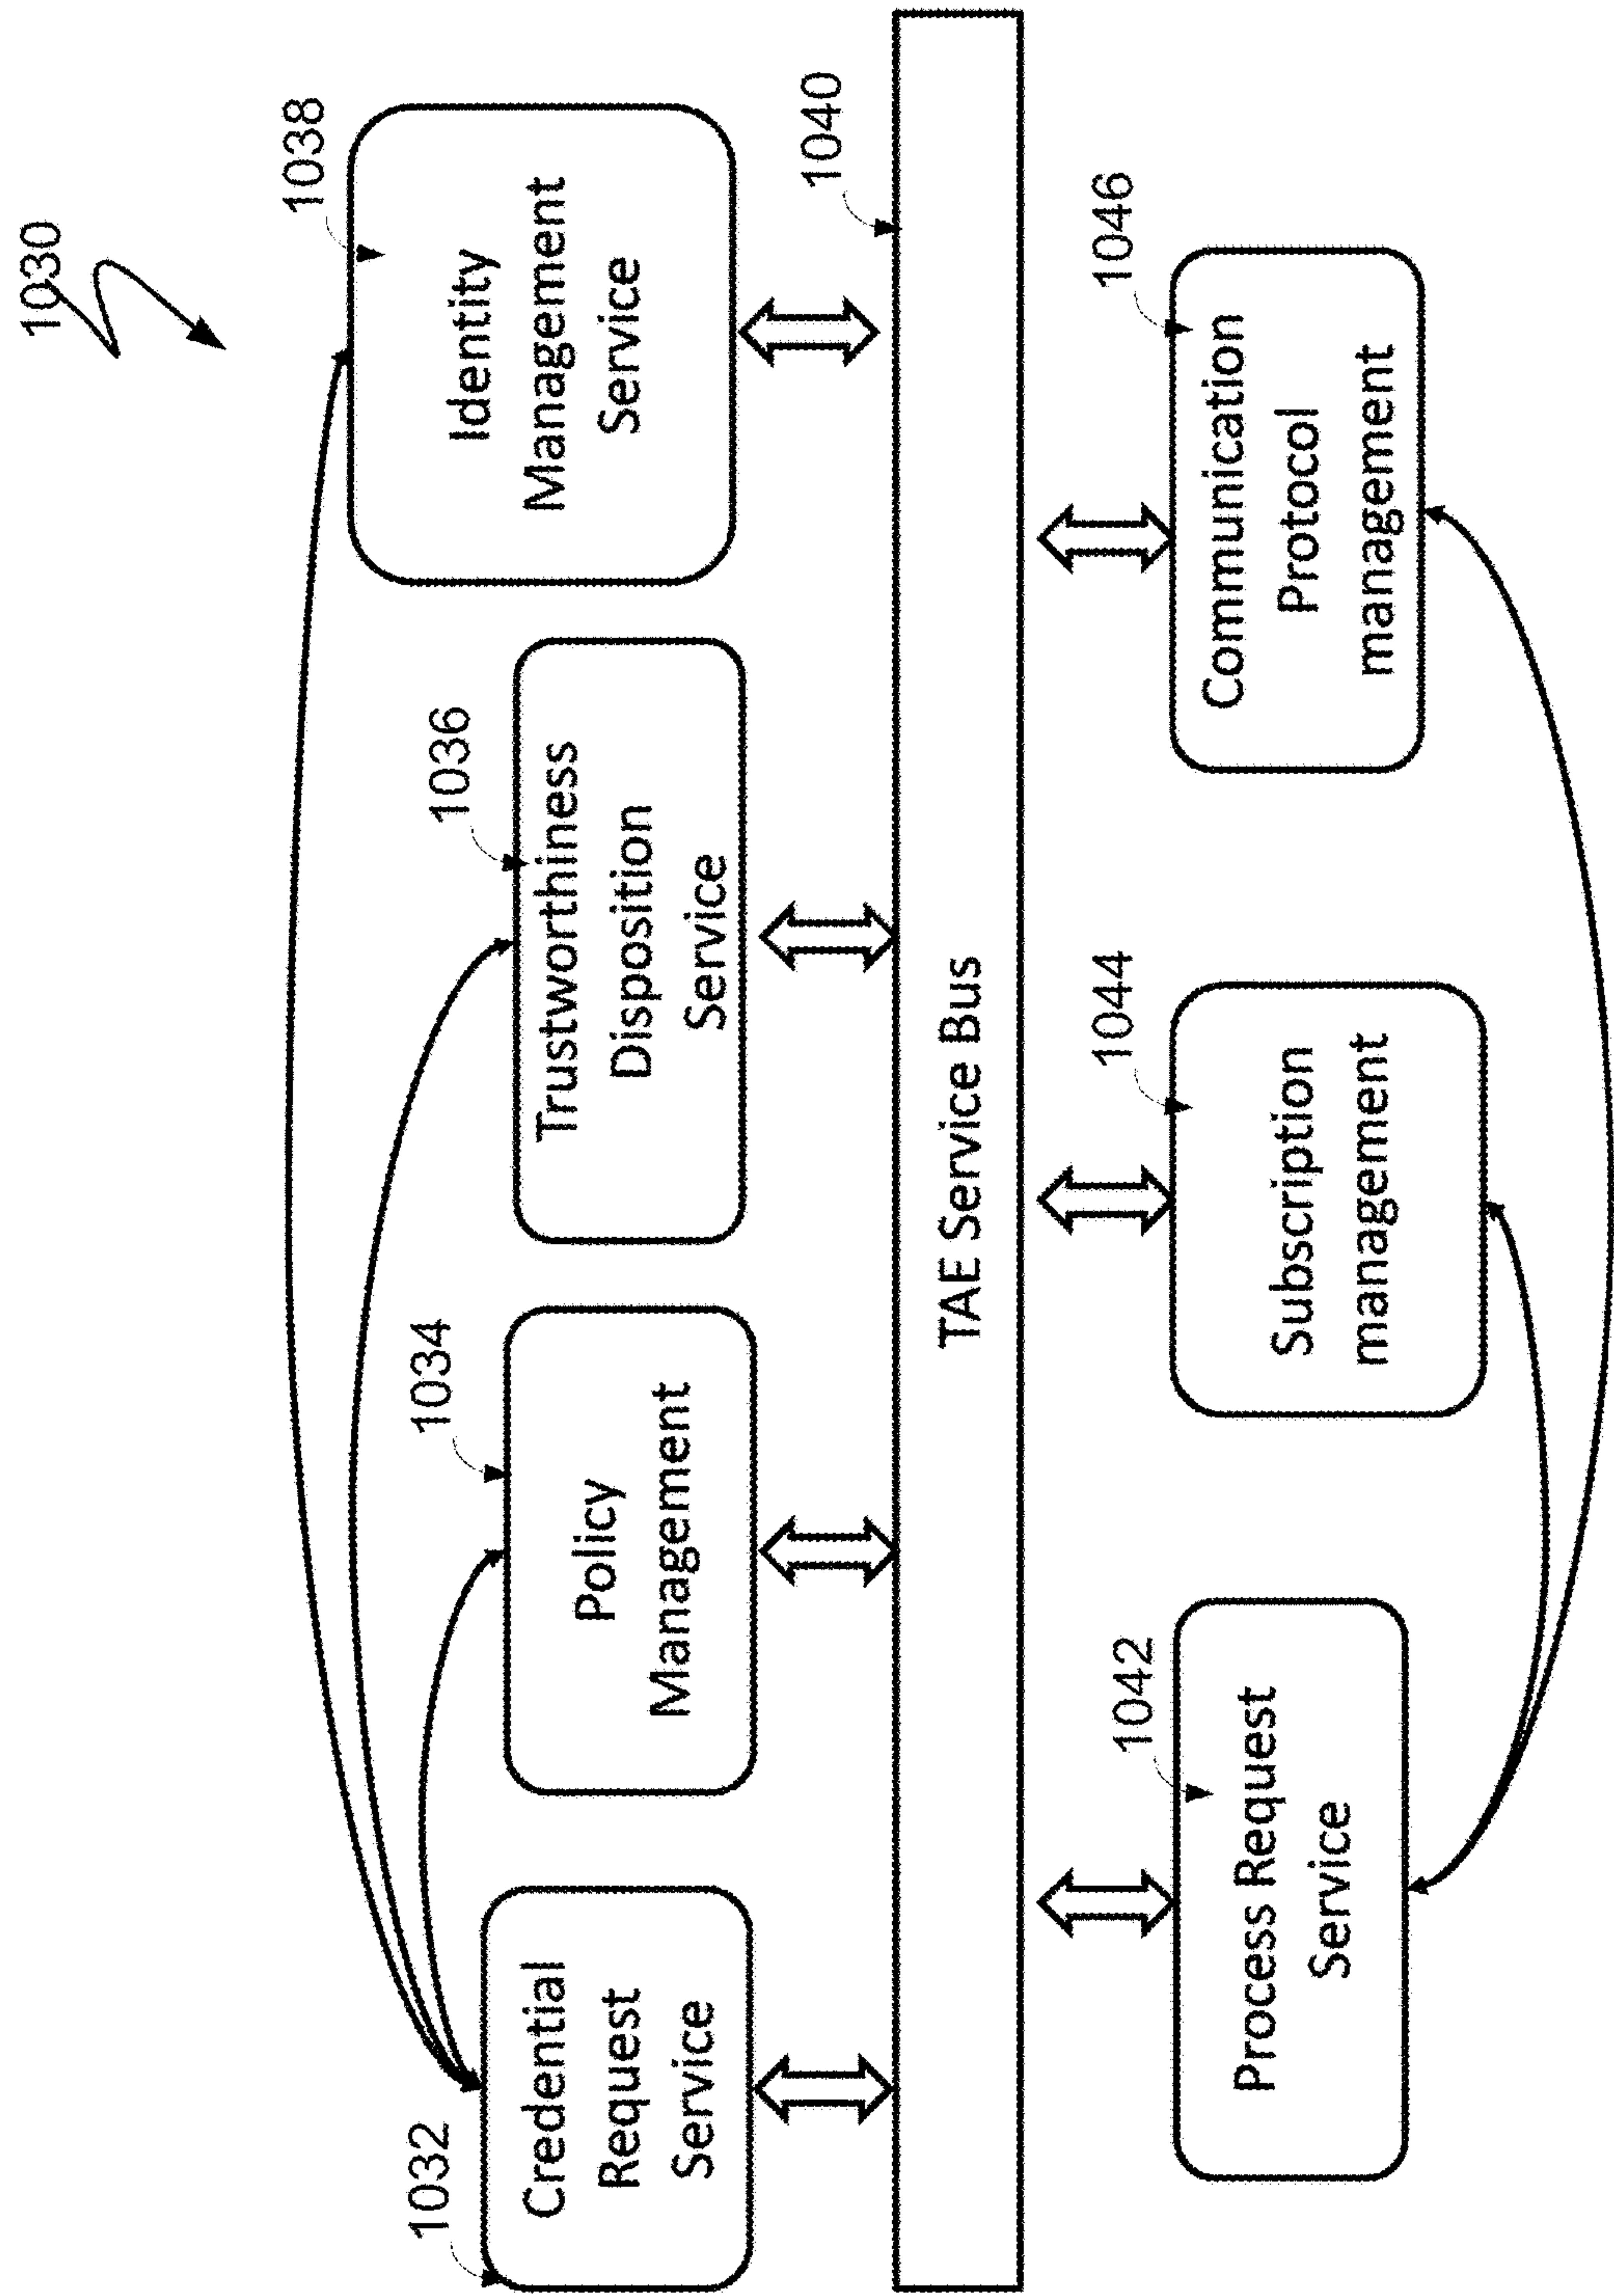 1030
1032
Credential
Request
Service
1034
Policy
Management
1036
Trustworthiness
Disposition
Service
1038
Identity
Management
Service
1040
TAE Service Bus
1042
Process Request
Service
1044
Subscription
management
1046
Communication
Protocol
management